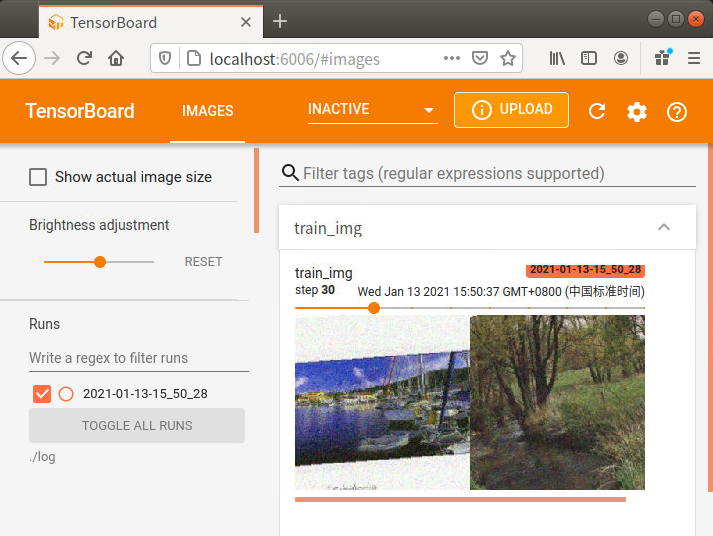 TensorBoard
localhost:6006/#images
TensorBoard
IMAGES
INACTIVE
UPLOAD
Show actual image size
Filter tags (regular expressions supported)
Brightness adjustment
RESET
train_img
train_img
2021-01-13-15_50_28
step 30
Wed Jan 13 2021 15:50:37 GMT+0800 (中国标准时间)
Runs
Write a regex to filter runs
2021-01-13-15_50_28
TOGGLE ALL RUNS
./log